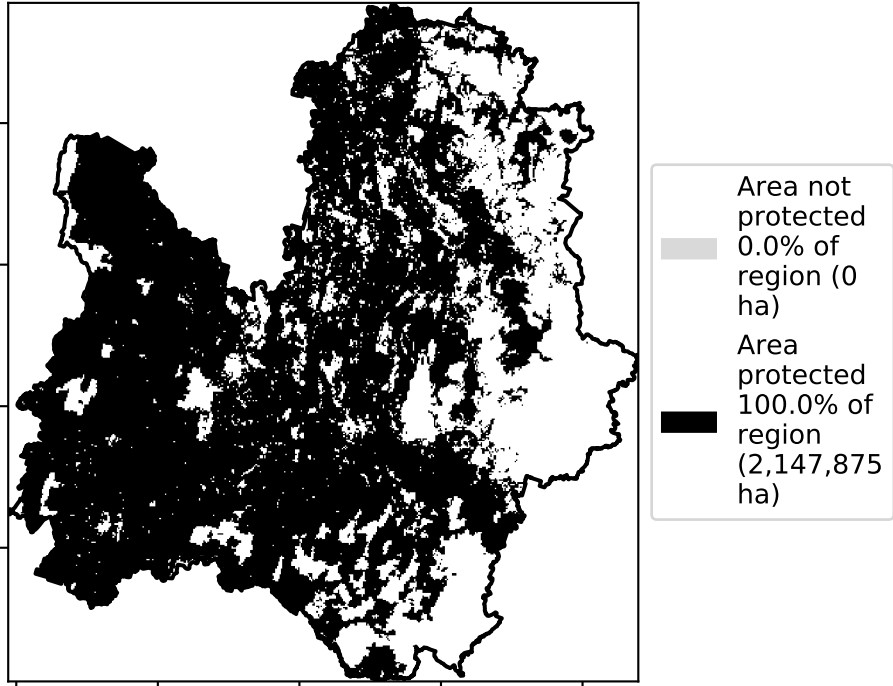 Area not
protected
0.0% of
region (0
ha)
Area
protected
100.0% of
region
(2,147,875
ha)